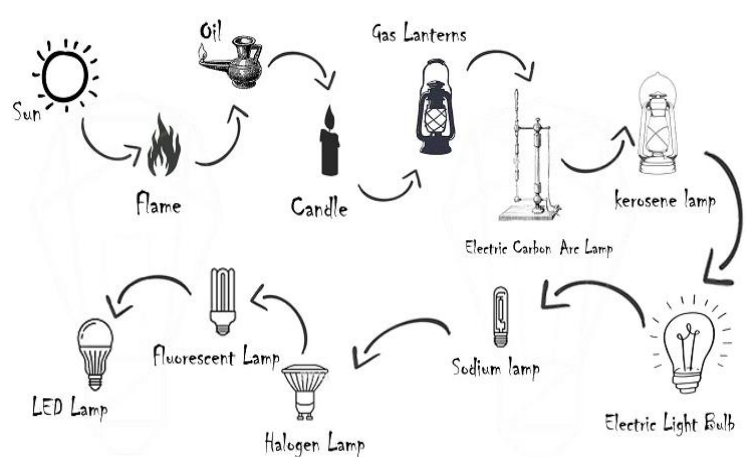 Sun
Flame
Oil
Candle
Gas Lanterns
Electric Carbon Arc Lamp
kerosene lamp
Electric Light Bulb
Sodium lamp
Halogen Lamp
Fluorescent Lamp
LED Lamp